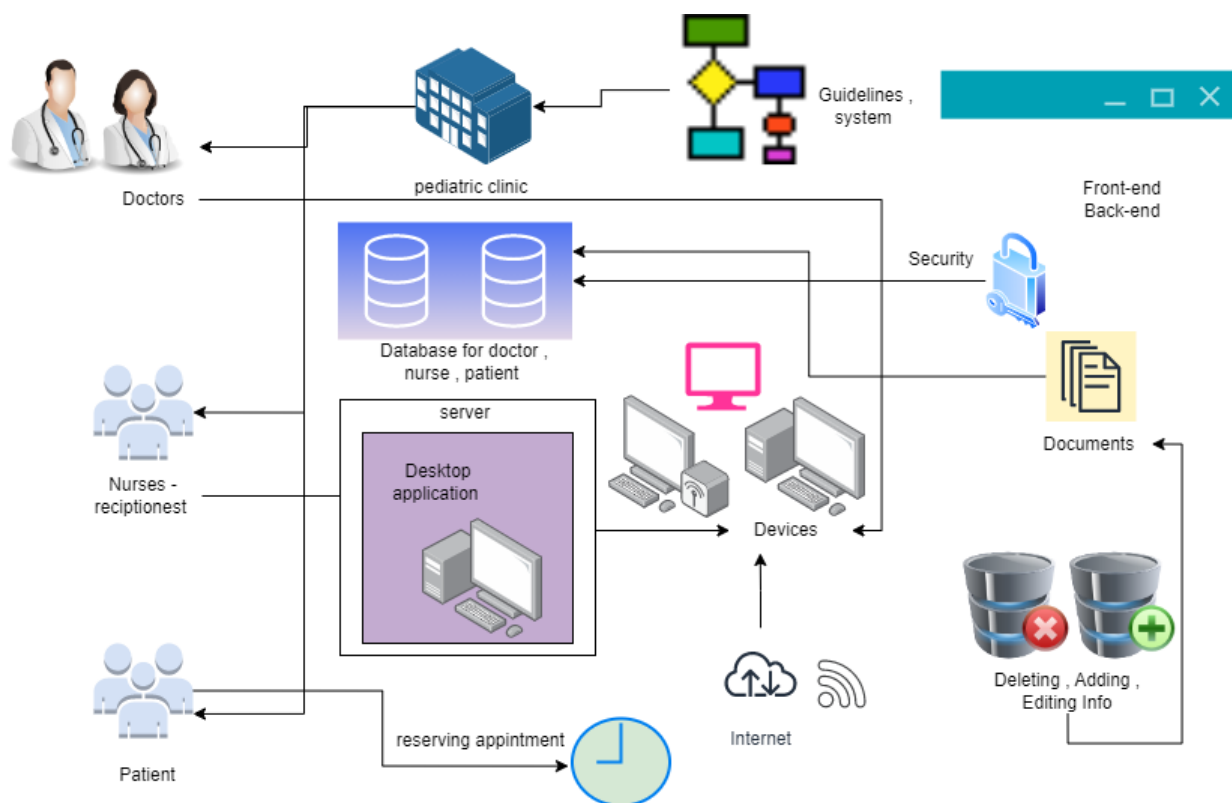 Guidelines ,
system
pediatric clinic
Doctors
Front-end
Back-end
Security
Database for doctor ,
nurse , patient
server
Desktop
application
Documents
Nurses -
reciptionest
Devices
Deleting , Adding ,
Editing Info
reserving appintment
Internet
Patient